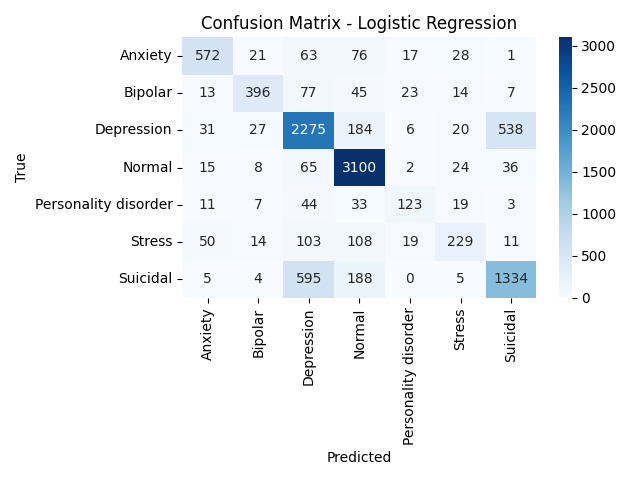 Confusion Matrix - Logistic Regression
True
Anxiety 572 21 63 76 17 28 1
Bipolar 13 396 77 45 23 14 7
Depression 31 27 2275 184 6 20 538
Normal 15 8 65 3100 2 24 36
Personality disorder 11 7 44 33 123 19 3
Stress 50 14 103 108 19 229 11
Suicidal 5 4 595 188 0 5 1334
Anxiety
Bipolar
Depression
Normal
Personality disorder
Stress
Suicidal
Predicted
3000
2500
2000
1500
1000
500
0